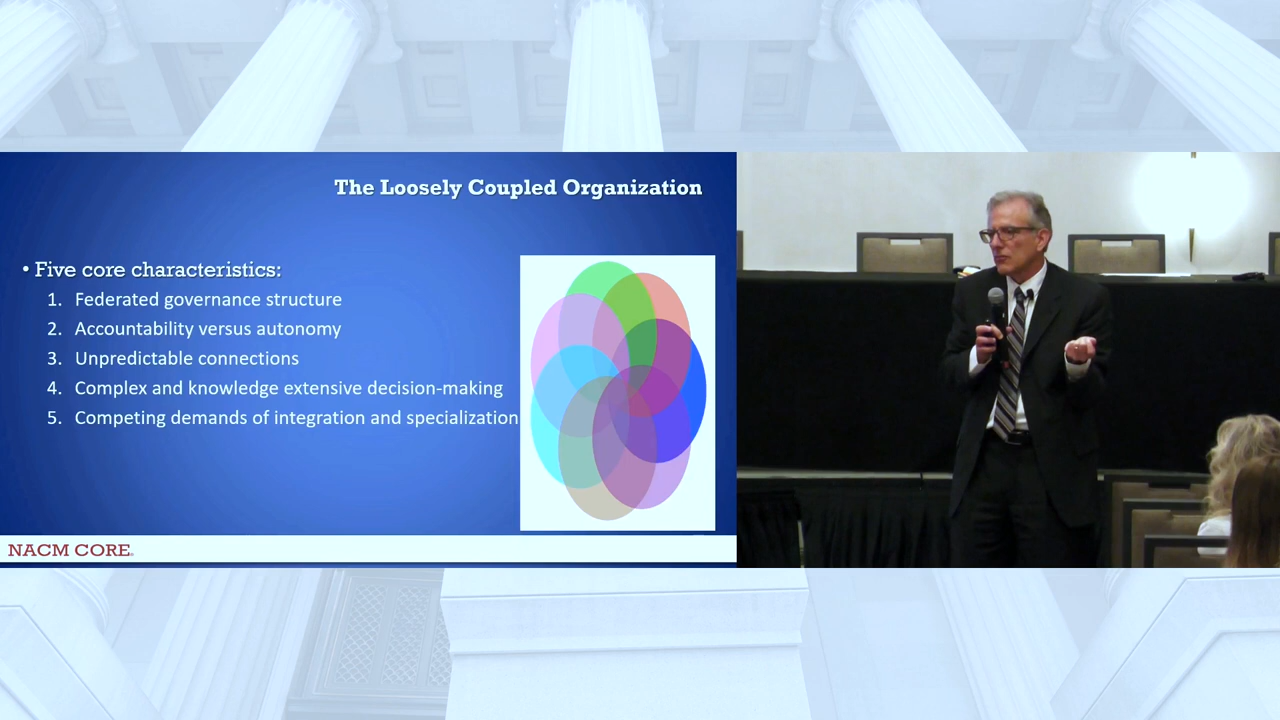 The Loosely Coupled Organization
• Five core characteristics:
1. Federated governance structure
2. Accountability versus autonomy
3. Unpredictable connections
4. Complex and knowledge extensive decision-making
5. Competing demands of integration and specialization
NACM CORE